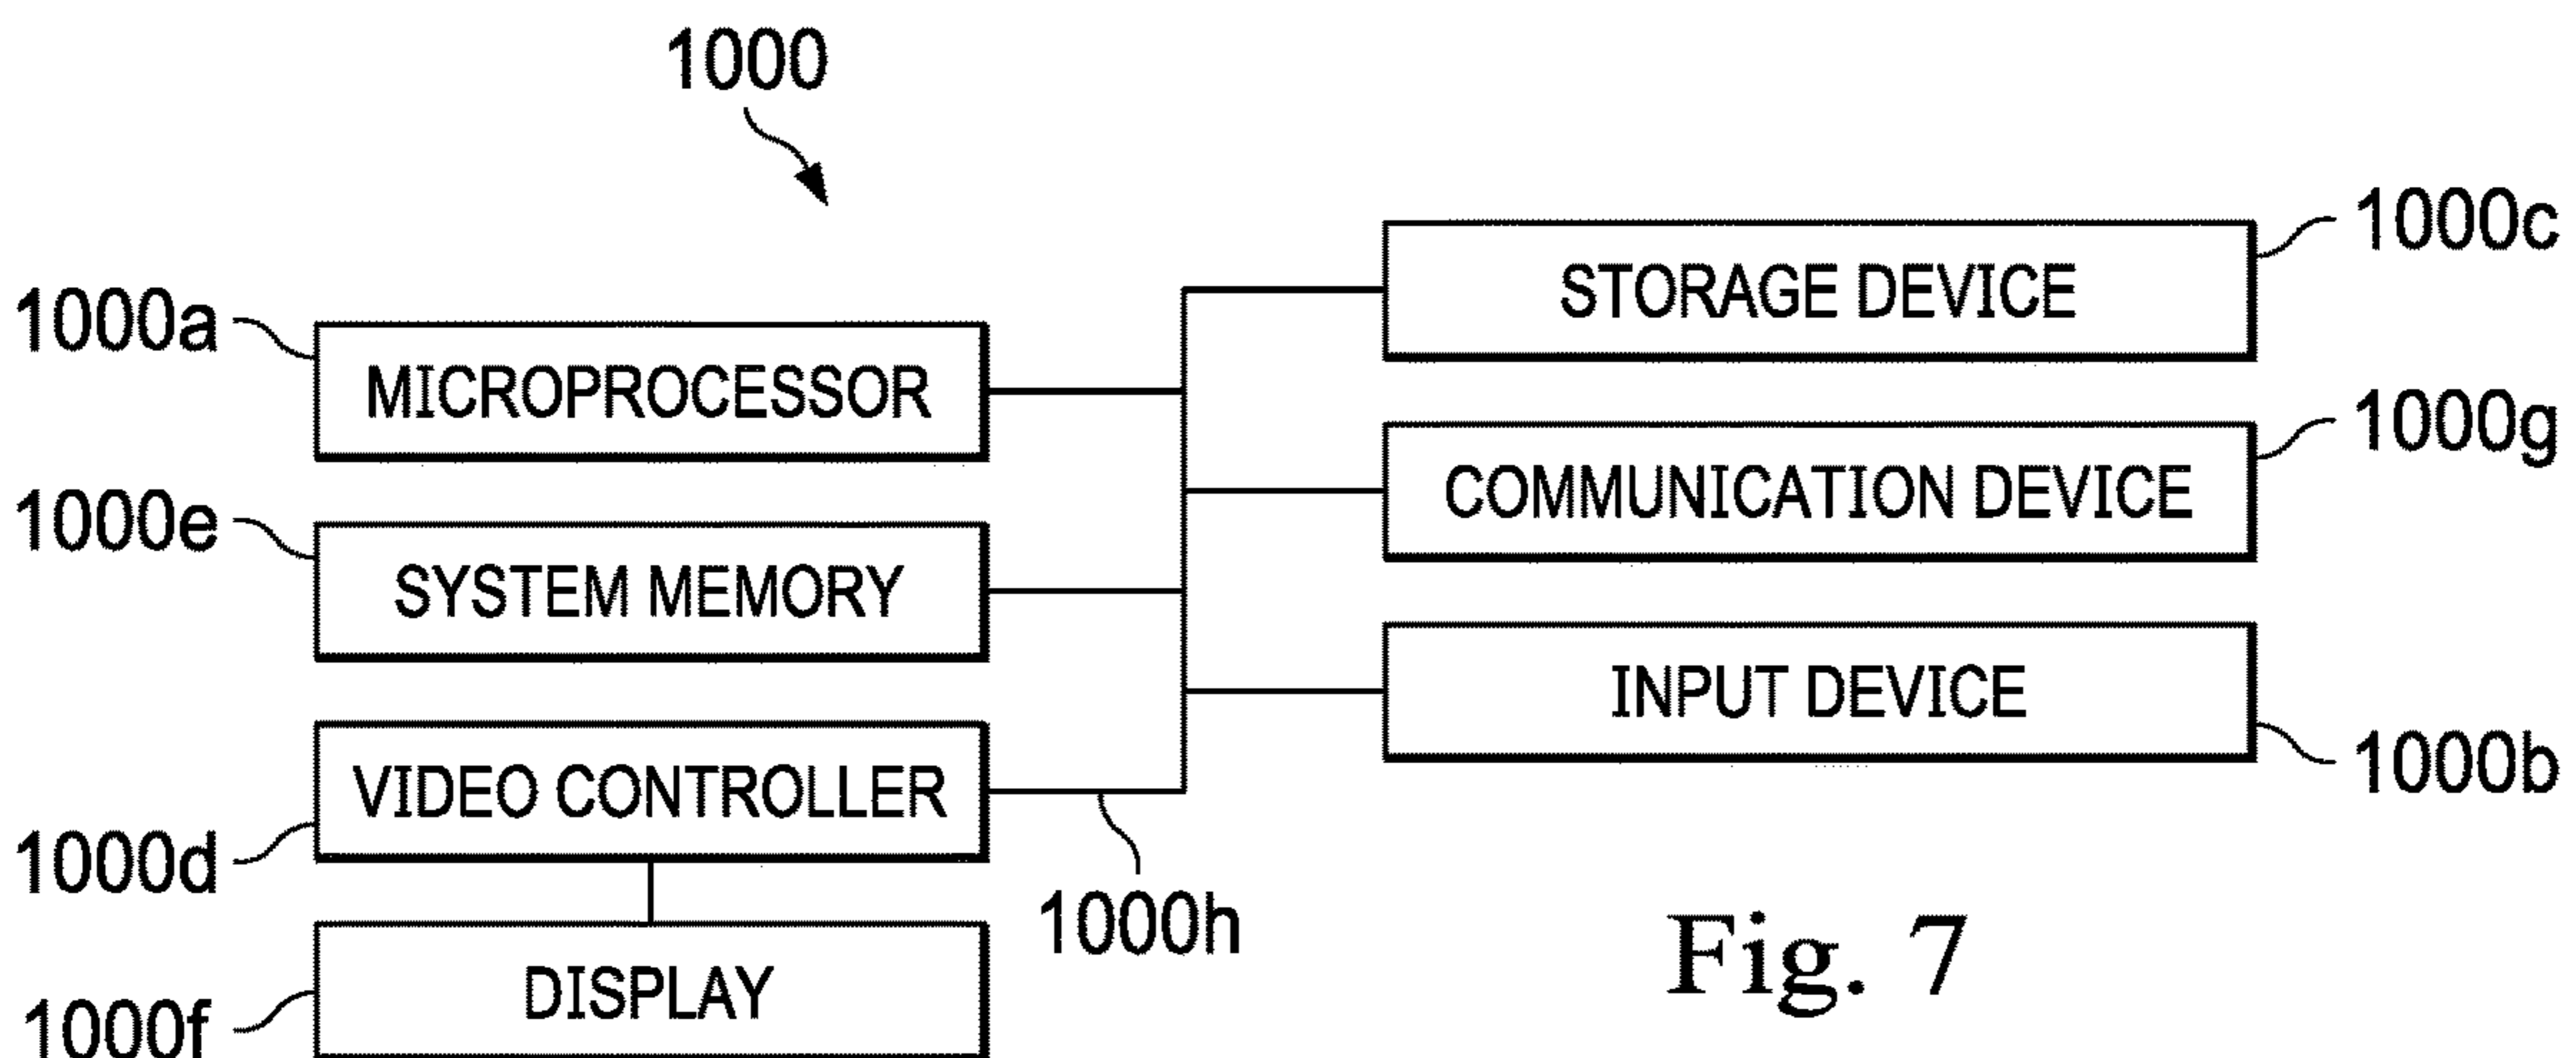 1000
1000c
STORAGE DEVICE
1000a
MICROPROCESSOR
1000g
COMMUNICATION DEVICE
1000e
SYSTEM MEMORY
INPUT DEVICE
1000b
VIDEO CONTROLLER
1000d
1000h
DISPLAY
1000f
Fig. 7